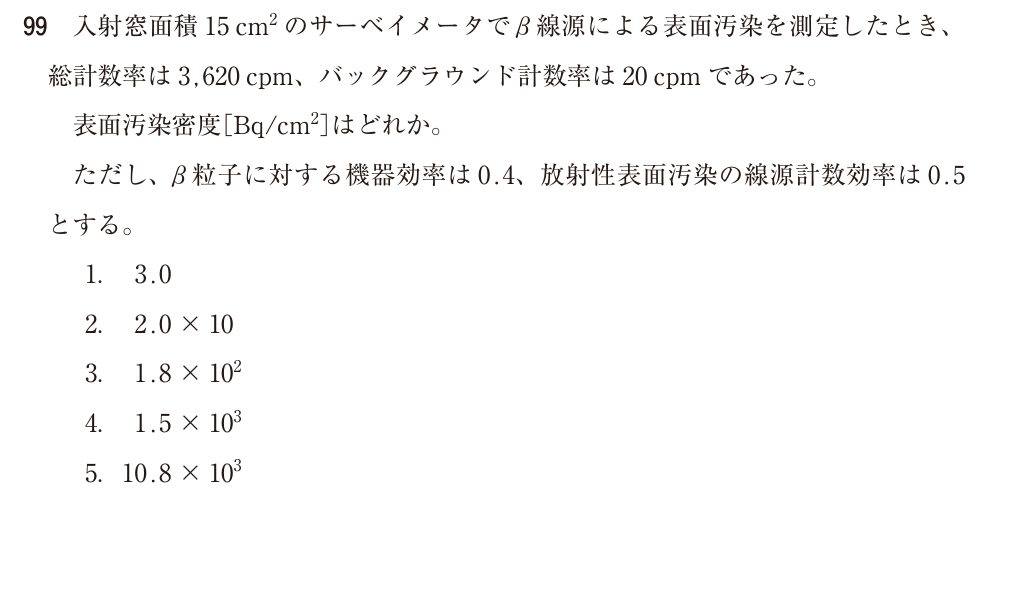 99 入射窓面積 15 cm² のサーベイメータでβ線源による表面汚染を測定したとき、
総計数率は 3,620 cpm、バックグラウンド計数率は 20 cpm であった。
表面汚染密度[Bq/cm²]はどれか。
ただし、β粒子に対する機器効率は 0.4、放射性表面汚染の線源計数効率は 0.5
とする。
1. 3.0
2. 2.0 × 10
3. 1.8 × 10²
4. 1.5 × 10³
5. 10.8 × 10³